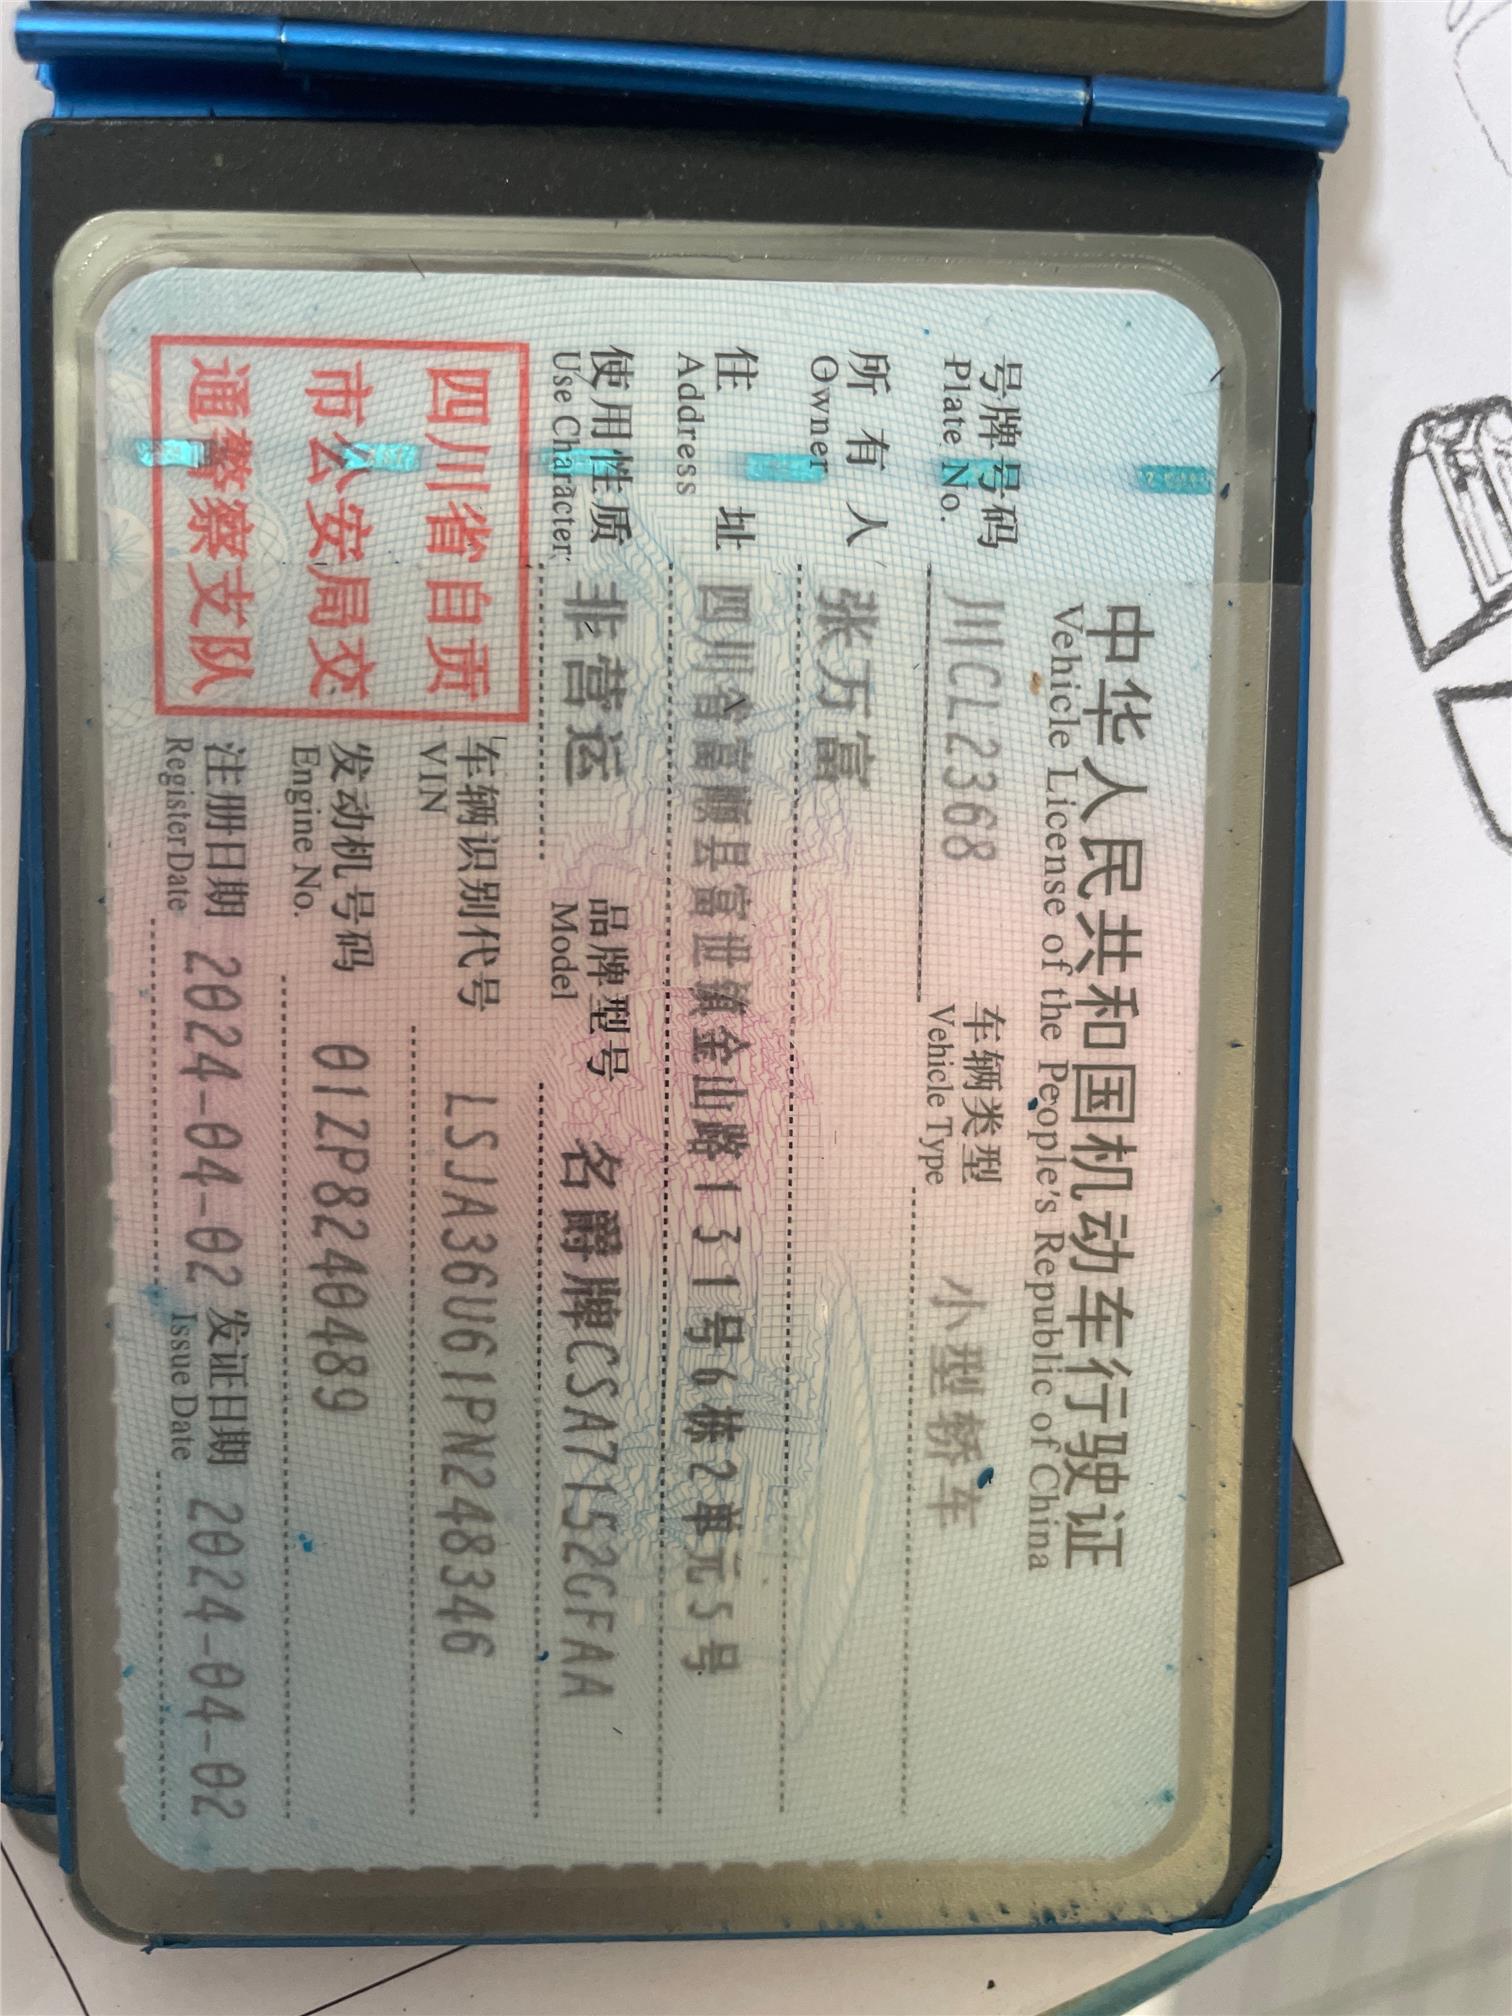 中华人民共和国机动车行驶证
Vehicle License of the People's Republic of China
号牌号码 川CL2368 车辆类型 小型轿车
Plate No. Vehicle Type
所有人 张万富
Owner
住址 四川省富顺县富世镇金山路131号6栋2单元5号
Address
使用性质 非营运 品牌型号 名爵牌CSA7152GFAA
Use Character Model
四川省自贡
市公安局交
通警察支队
车辆识别代号 LSJA36U61PN248346
VIN
发动机号码 01ZP8240489
Engine No.
注册日期 2024-04-02 发证日期 2024-04-02
Register Date Issue Date